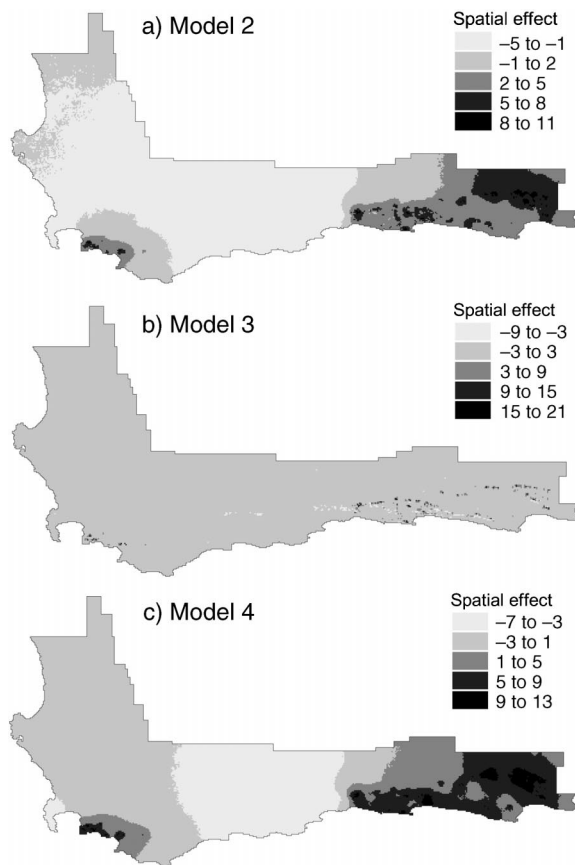 a) Model 2
Spatial effect
–5 to –1
–1 to 2
2 to 5
5 to 8
8 to 11
b) Model 3
Spatial effect
–9 to –3
–3 to 3
3 to 9
9 to 15
15 to 21
c) Model 4
Spatial effect
–7 to –3
–3 to 1
1 to 5
5 to 9
9 to 13